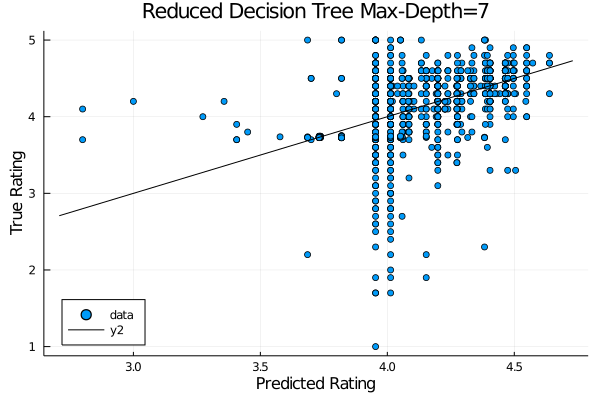 Reduced Decision Tree Max-Depth=7
5
4
True Rating
3
2
1
data
y2
3.0 3.5 4.0 4.5
Predicted Rating